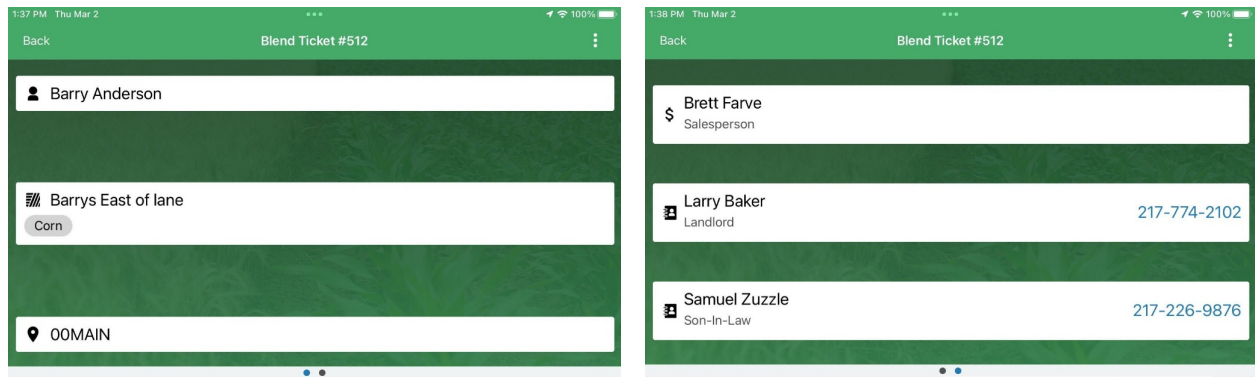 1:37 PM Thu Mar 2
100%
Back
Blend Ticket #512
Barry Anderson
Barrys East of lane
Corn
00MAIN
1:38 PM Thu Mar 2
100%
Back
Blend Ticket #512
Brett Farve
Salesperson
Larry Baker
Landlord
217-774-2102
Samuel Zuzzle
Son-In-Law
217-226-9876